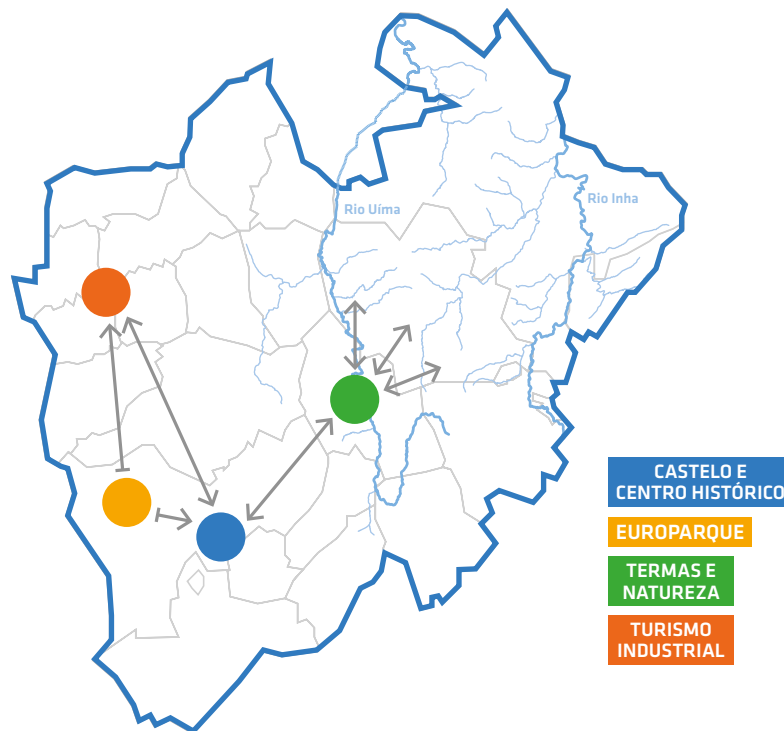 Rio Uíma
Rio Inha
CASTELO E
CENTRO HISTÓRICO
EUROPARQUE
TERMAS E
NATUREZA
TURISMO
INDUSTRIAL